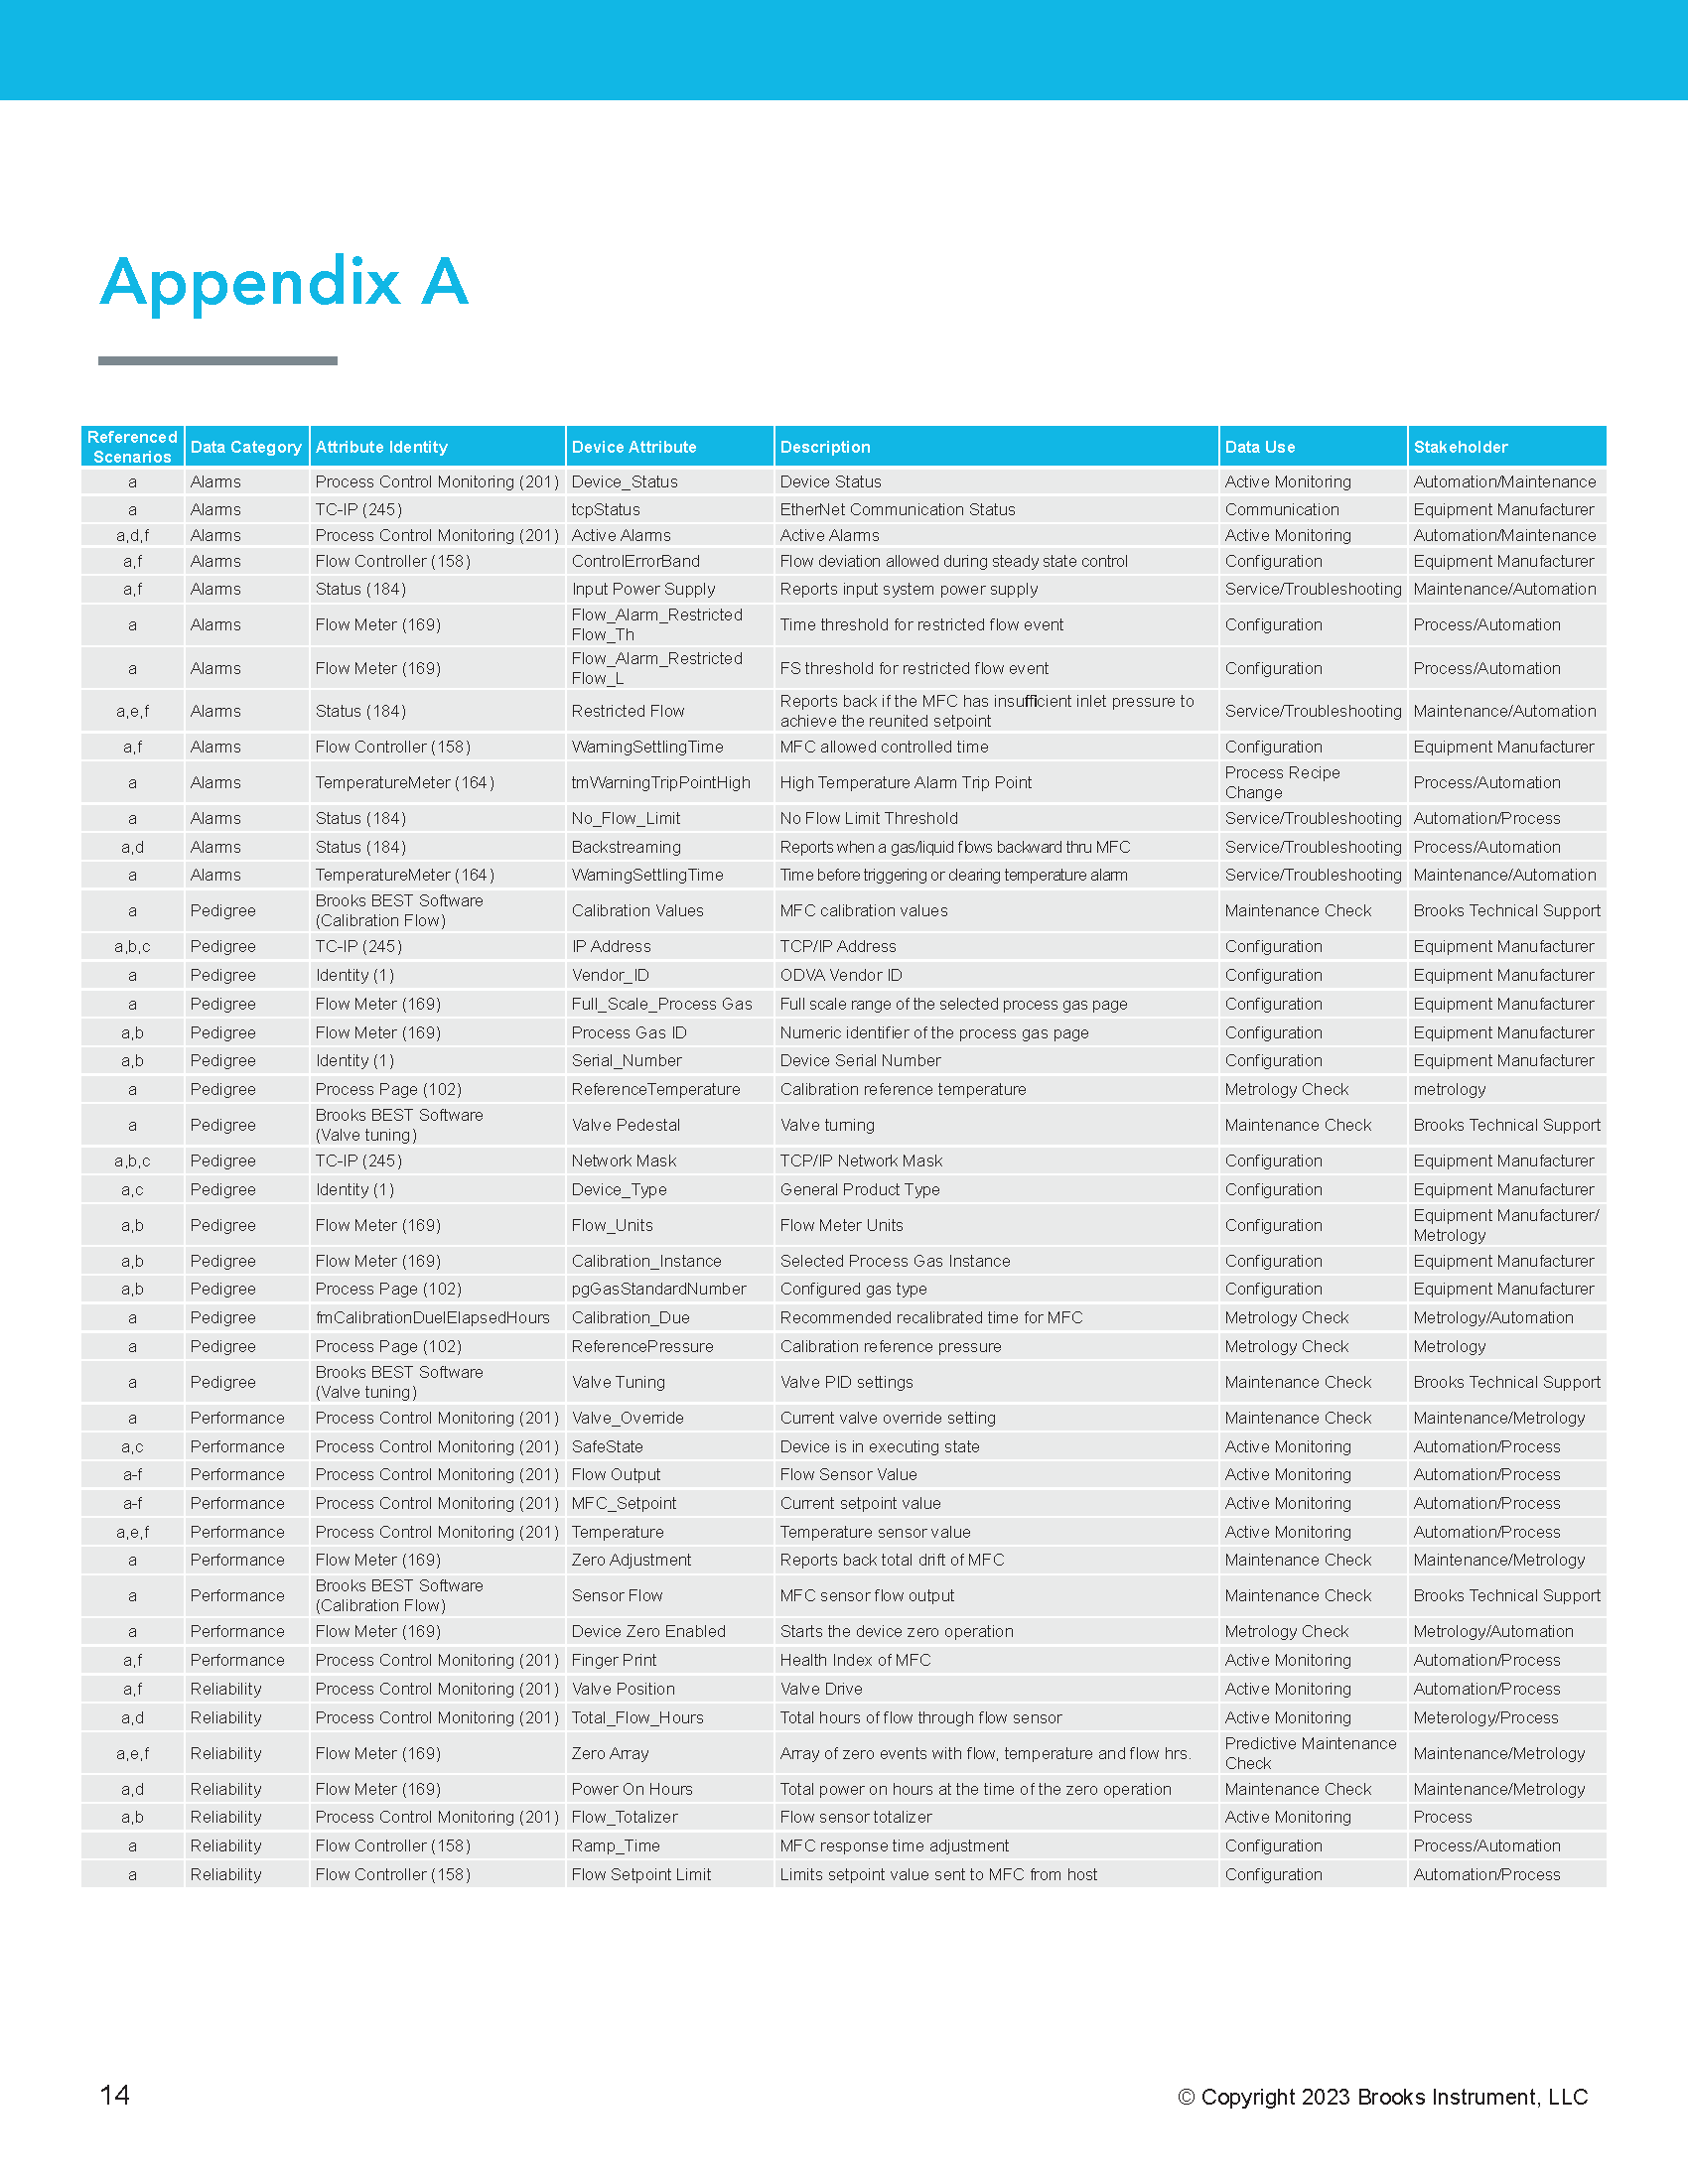 Appendix A
Referenced Scenarios Data Category Attribute Identity Device Attribute Description Data Use Stakeholder
a Alarms Process Control Monitoring (201) Device_Status Device Status Active Monitoring Automation/Maintenance
a Alarms TC-IP (245) tcpStatus EtherNet Communication Status Communication Equipment Manufacturer
a,d,f Alarms Process Control Monitoring (201) Active Alarms Active Alarms Active Monitoring Automation/Maintenance
a,f Alarms Flow Controller (158) ControlErrorBand Flow deviation allowed during steady state control Configuration Equipment Manufacturer
a,f Alarms Status (184) Input Power Supply Reports input system power supply Service/Troubleshooting Maintenance/Automation
a Alarms Flow Meter (169) Flow_Alarm_Restricted Flow_Th Time threshold for restricted flow event Configuration Process/Automation
a Alarms Flow Meter (169) Flow_Alarm_Restricted Flow_L FS threshold for restricted flow event Configuration Process/Automation
a,e,f Alarms Status (184) Restricted Flow Reports back if the MFC has insufficient inlet pressure to achieve the reunited setpoint Service/Troubleshooting Maintenance/Automation
a,f Alarms Flow Controller (158) WarningSettlingTime MFC allowed controlled time Configuration Equipment Manufacturer
a Alarms TemperatureMeter (164) tmWarningTripPointHigh High Temperature Alarm Trip Point Process Recipe Change Process/Automation
a Alarms Status (184) No_Flow_Limit No Flow Limit Threshold Service/Troubleshooting Automation/Process
a,d Alarms Status (184) Backstreaming Reports when a gas/liquid flows backward thru MFC Service/Troubleshooting Process/Automation
a Alarms TemperatureMeter (164) WarningSettlingTime Time before triggering or clearing temperature alarm Service/Troubleshooting Maintenance/Automation
a Pedigree Brooks BEST Software (Calibration Flow) Calibration Values MFC calibration values Maintenance Check Brooks Technical Support
a,b,c Pedigree TC-IP (245) IP Address TCP/IP Address Configuration Equipment Manufacturer
a Pedigree Identity (1) Vendor_ID ODVA Vendor ID Configuration Equipment Manufacturer
a Pedigree Flow Meter (169) Full_Scale_Process Gas Full scale range of the selected process gas page Configuration Equipment Manufacturer
a,b Pedigree Flow Meter (169) Process Gas ID Numeric identifier of the process gas page Configuration Equipment Manufacturer
a,b Pedigree Identity (1) Serial_Number Device Serial Number Configuration Equipment Manufacturer
a Pedigree Process Page (102) ReferenceTemperature Calibration reference temperature Metrology Check metrology
a Pedigree Brooks BEST Software (Valve tuning) Valve Pedestal Valve turning Maintenance Check Brooks Technical Support
a,b,c Pedigree TC-IP (245) Network Mask TCP/IP Network Mask Configuration Equipment Manufacturer
a,c Pedigree Identity (1) Device_Type General Product Type Configuration Equipment Manufacturer
a,b Pedigree Flow Meter (169) Flow_Units Flow Meter Units Configuration Equipment Manufacturer/ Metrology
a,b Pedigree Flow Meter (169) Calibration_Instance Selected Process Gas Instance Configuration Equipment Manufacturer
a,b Pedigree Process Page (102) pgGasStandardNumber Configured gas type Configuration Equipment Manufacturer
a Pedigree fmCalibrationDuelElapsedHours Calibration_Due Recommended recalibrated time for MFC Metrology Check Metrology/Automation
a Pedigree Process Page (102) ReferencePressure Calibration reference pressure Metrology Check Metrology
a Pedigree Brooks BEST Software (Valve tuning) Valve Tuning Valve PID settings Maintenance Check Brooks Technical Support
a Performance Process Control Monitoring (201) Valve_Override Current valve override setting Maintenance Check Maintenance/Metrology
a,c Performance Process Control Monitoring (201) SafeState Device is in executing state Active Monitoring Automation/Process
a-f Performance Process Control Monitoring (201) Flow Output Flow Sensor Value Active Monitoring Automation/Process
a-f Performance Process Control Monitoring (201) MFC_Setpoint Current setpoint value Active Monitoring Automation/Process
a,e,f Performance Process Control Monitoring (201) Temperature Temperature sensor value Active Monitoring Automation/Process
a Performance Flow Meter (169) Zero Adjustment Reports back total drift of MFC Maintenance Check Maintenance/Metrology
a Performance Brooks BEST Software (Calibration Flow) Sensor Flow MFC sensor flow output Maintenance Check Brooks Technical Support
a Performance Flow Meter (169) Device Zero Enabled Starts the device zero operation Metrology Check Metrology/Automation
a,f Performance Process Control Monitoring (201) Finger Print Health Index of MFC Active Monitoring Automation/Process
a,f Reliability Process Control Monitoring (201) Valve Position Valve Drive Active Monitoring Automation/Process
a,d Reliability Process Control Monitoring (201) Total_Flow_Hours Total hours of flow through flow sensor Active Monitoring Meterology/Process
a,e,f Reliability Flow Meter (169) Zero Array Array of zero events with flow, temperature and flow hrs. Predictive Maintenance Check Maintenance/Metrology
a,d Reliability Flow Meter (169) Power On Hours Total power on hours at the time of the zero operation Maintenance Check Maintenance/Metrology
a,b Reliability Process Control Monitoring (201) Flow_Totalizer Flow sensor totalizer Active Monitoring Process
a Reliability Flow Controller (158) Ramp_Time MFC response time adjustment Configuration Process/Automation
a Reliability Flow Controller (158) Flow Setpoint Limit Limits setpoint value sent to MFC from host Configuration Automation/Process
14
© Copyright 2023 Brooks Instrument, LLC